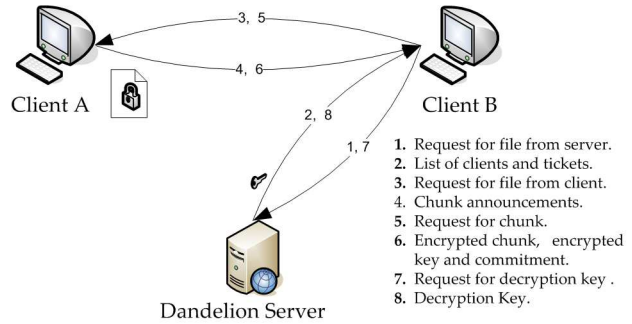 3, 5
4, 6
Client A
Client B
2, 8
1, 7
1. Request for file from server.
2. List of clients and tickets.
3. Request for file from client.
4. Chunk announcements.
5. Request for chunk.
6. Encrypted chunk, encrypted
key and commitment.
7. Request for decryption key .
8. Decryption Key.
Dandelion Server